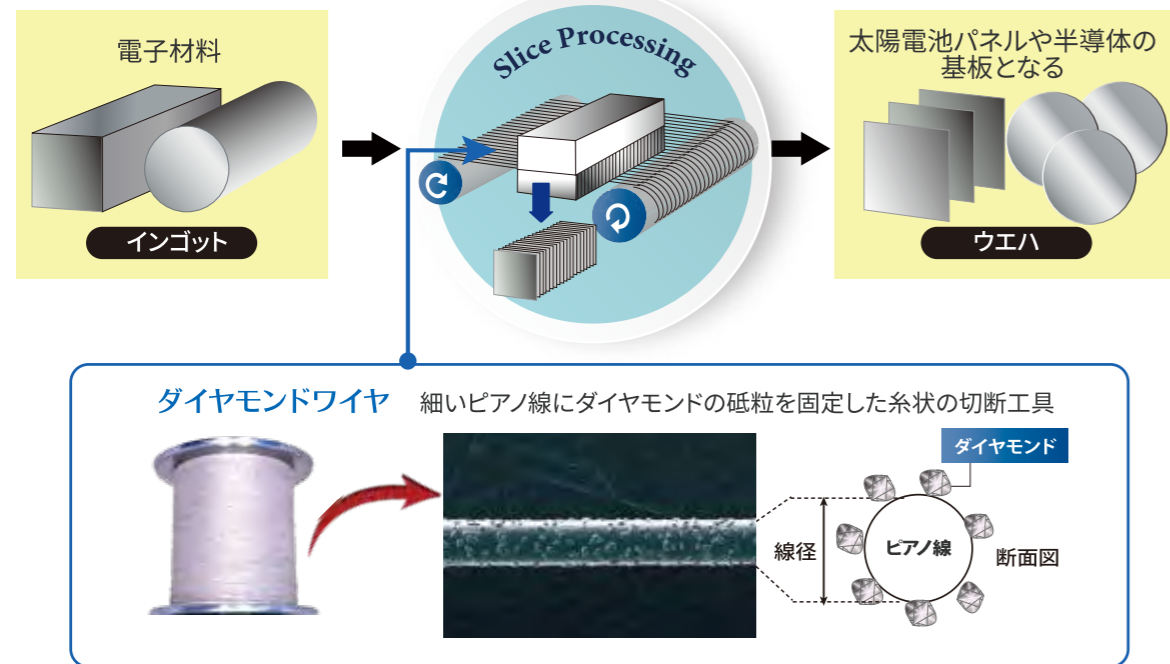 電子材料
インゴット
Slice Processing
太陽電池パネルや半導体の
基板となる
ウエハ
ダイヤモンドワイヤ 細いピアノ線にダイヤモンドの砥粒を固定した糸状の切断工具
ダイヤモンド
線径
ピアノ線
断面図